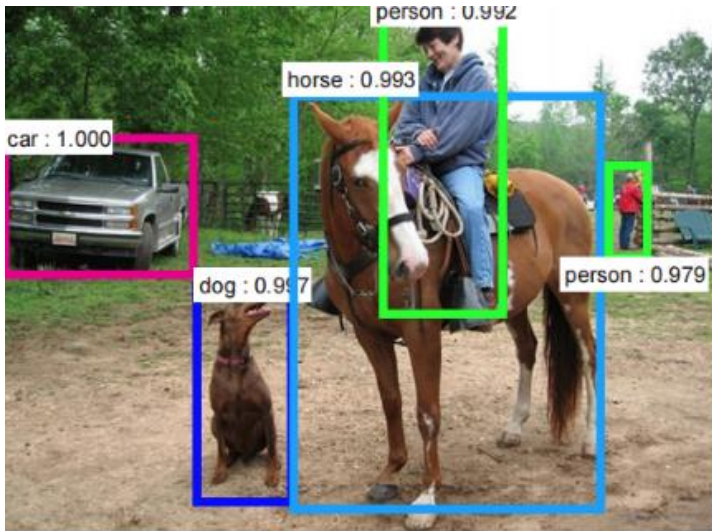 person : 0.992
horse : 0.993
car : 1.000
dog : 0.997
person : 0.979